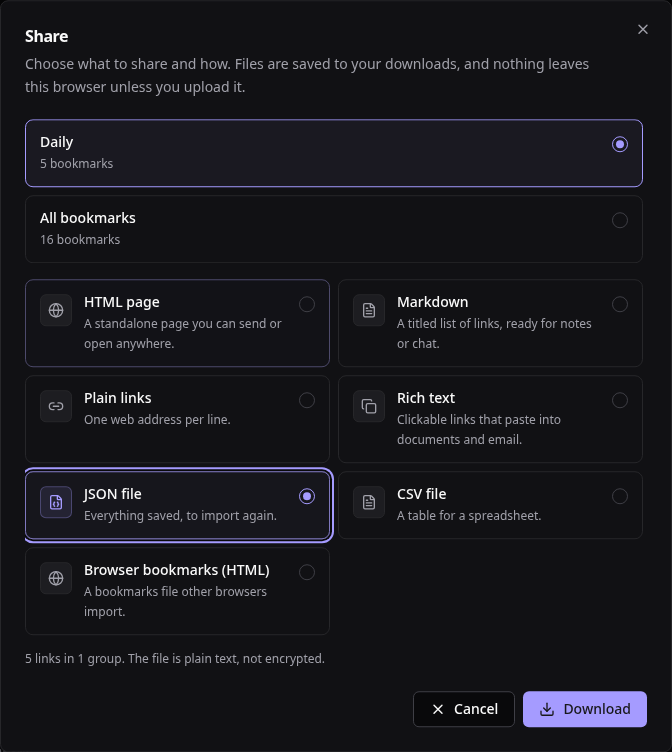 Share
Choose what to share and how. Files are saved to your downloads, and nothing leaves
this browser unless you upload it.
Daily
5 bookmarks
All bookmarks
16 bookmarks
HTML page
A standalone page you can send or
open anywhere.
Markdown
A titled list of links, ready for notes
or chat.
Plain links
One web address per line.
Rich text
Clickable links that paste into
documents and email.
JSON file
Everything saved, to import again.
CSV file
A table for a spreadsheet.
Browser bookmarks (HTML)
A bookmarks file other browsers
import.
5 links in 1 group. The file is plain text, not encrypted.
Cancel
Download